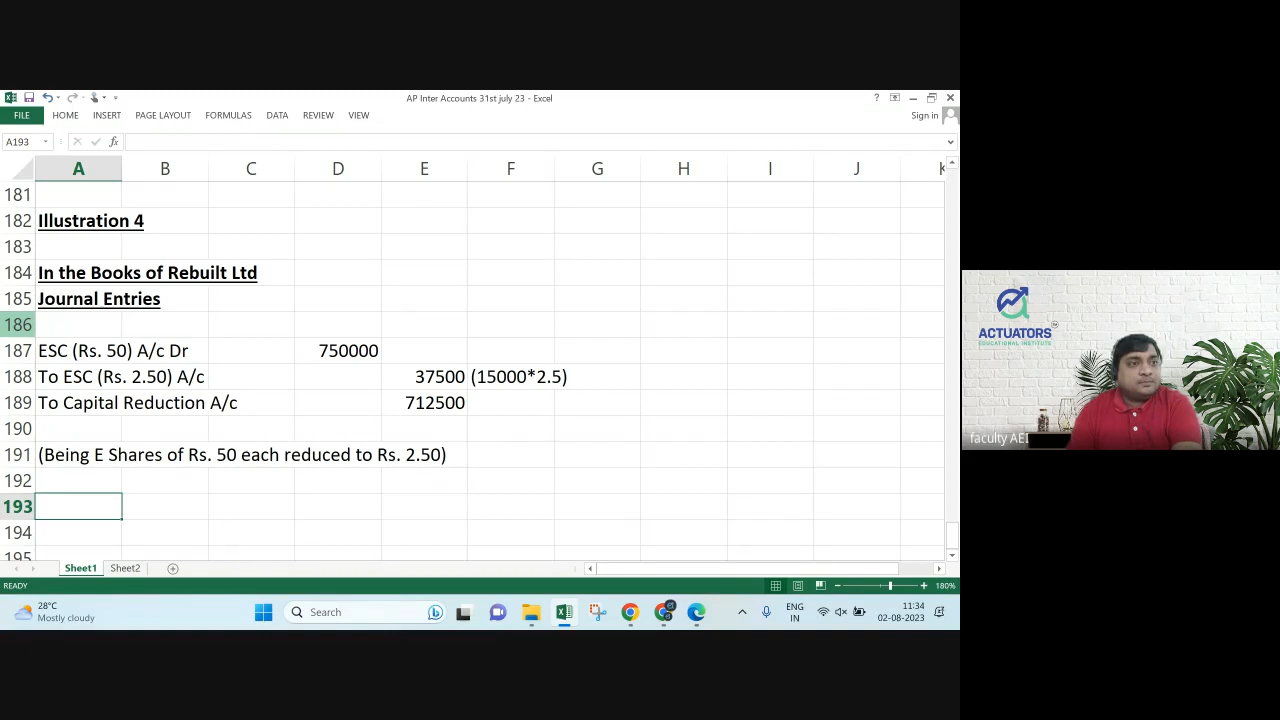 AP Inter Accounts 31st july 23 - Excel
?
FILE HOME INSERT PAGE LAYOUT FORMULAS DATA REVIEW VIEW
Sign in
A193
fx
A B C D E F G H I J K
181
182 Illustration 4
183
184 In the Books of Rebuilt Ltd
185 Journal Entries
186
187 ESC (Rs. 50) A/c Dr 750000
188 To ESC (Rs. 2.50) A/c 37500 (15000*2.5)
189 To Capital Reduction A/c 712500
190
191 (Being E Shares of Rs. 50 each reduced to Rs. 2.50)
192
193
194
195
Sheet1 Sheet2
READY
180%
28°C
Mostly cloudy
Search
ENG
IN
11:34
02-08-2023
ACTUATORS
EDUCATIONAL INSTITUTE
faculty AEI